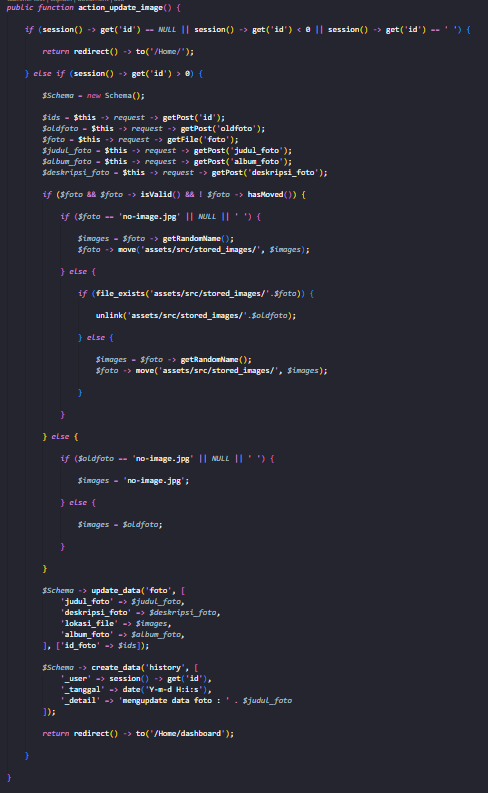 public function action_update_image() {
if (session() -> get('id') == NULL || session() -> get('id') < 0 || session() -> get('id') == ' ') {
return redirect() -> to('/Home/');
} else if (session() -> get('id') > 0) {
$Schema = new Schema();
$ids = $this -> request -> getPost('id');
$oldfoto = $this -> request -> getPost('oldfoto');
$foto = $this -> request -> getFile('foto');
$judul_foto = $this -> request -> getPost('judul_foto');
$album_foto = $this -> request -> getPost('album_foto');
$deskripsi_foto = $this -> request -> getPost('deskripsi_foto');
if ($foto && $foto -> isValid() && ! $foto -> hasMoved()) {
if ($foto == 'no-image.jpg' || NULL || ' ') {
$images = $foto -> getRandomName();
$foto -> move('assets/src/stored_images/', $images);
} else {
if (file_exists('assets/src/stored_images/'.$foto)) {
unlink('assets/src/stored_images/'.$oldfoto);
} else {
$images = $foto -> getRandomName();
$foto -> move('assets/src/stored_images/', $images);
}
}
} else {
if ($oldfoto == 'no-image.jpg' || NULL || ' ') {
$images = 'no-image.jpg';
} else {
$images = $oldfoto;
}
}
$Schema -> update_data('foto', [
'judul_foto' => $judul_foto,
'deskripsi_foto' => $deskripsi_foto,
'lokasi_file' => $images,
'album_foto' => $album_foto,
], ['id_foto' => $ids]);
$Schema -> create_data('history', [
'_user' => session() -> get('id'),
'_tanggal' => date('Y-m-d H:i:s'),
'_detail' => 'mengupdate data foto : ' . $judul_foto
]);
return redirect() -> to('/Home/dashboard');
}
}